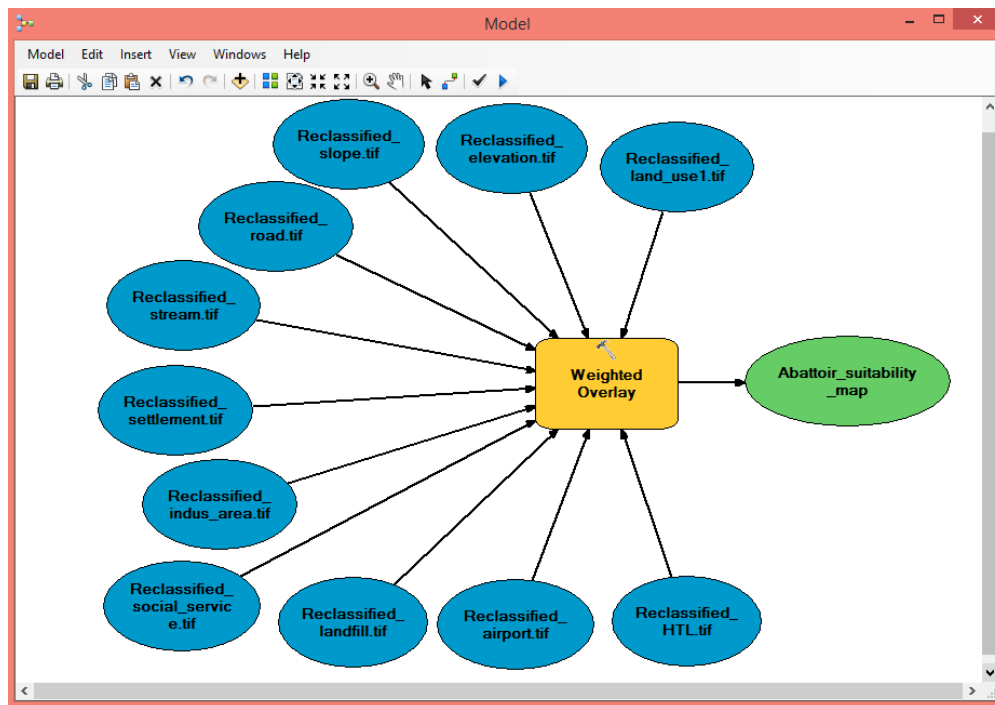 Model
Model Edit Insert View Windows Help
Reclassified_
slope.tif
Reclassified_
elevation.tif
Reclassified_
land_use1.tif
Reclassified_
road.tif
Reclassified_
stream.tif
Reclassified_
settlement.tif
Reclassified_
indus_area.tif
Reclassified_
social_servic
e.tif
Reclassified_
landfill.tif
Reclassified_
airport.tif
Reclassified_
HTL.tif
Weighted
Overlay
Abattoir_suitability
_map